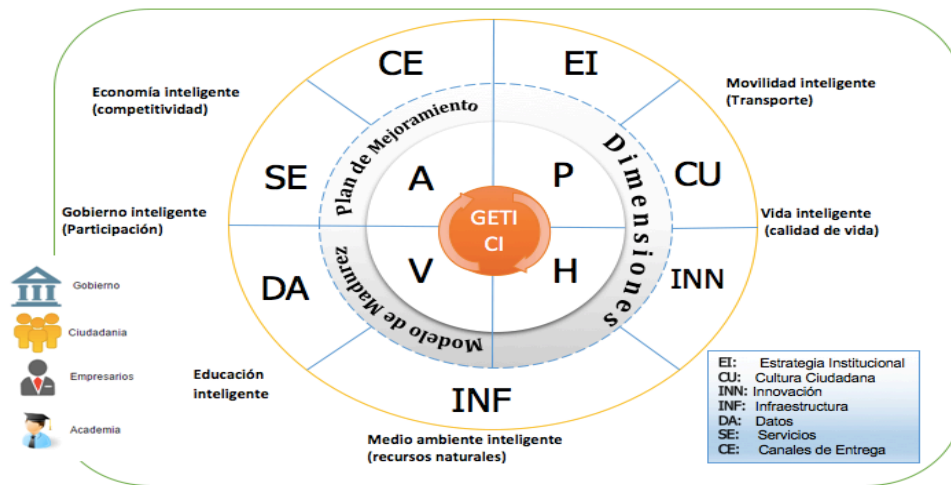 CE
EI
Economía inteligente
(competitividad)
Movilidad inteligente
(Transporte)
Plan de Mejoramiento
Dimensiones
SE
A
P
CU
GETI
CI
Gobierno inteligente
(Participación)
Vida inteligente
(calidad de vida)
DA
V
H
INN
Modelo de Madurez
Gobierno
Ciudadania
Empresarios
Academia
Educación
inteligente
INF
Medio ambiente inteligente
(recursos naturales)
EI: Estrategia Institucional
CU: Cultura Ciudadana
INN: Innovación
INF: Infraestructura
DA: Datos
SE: Servicios
CE: Canales de Entrega